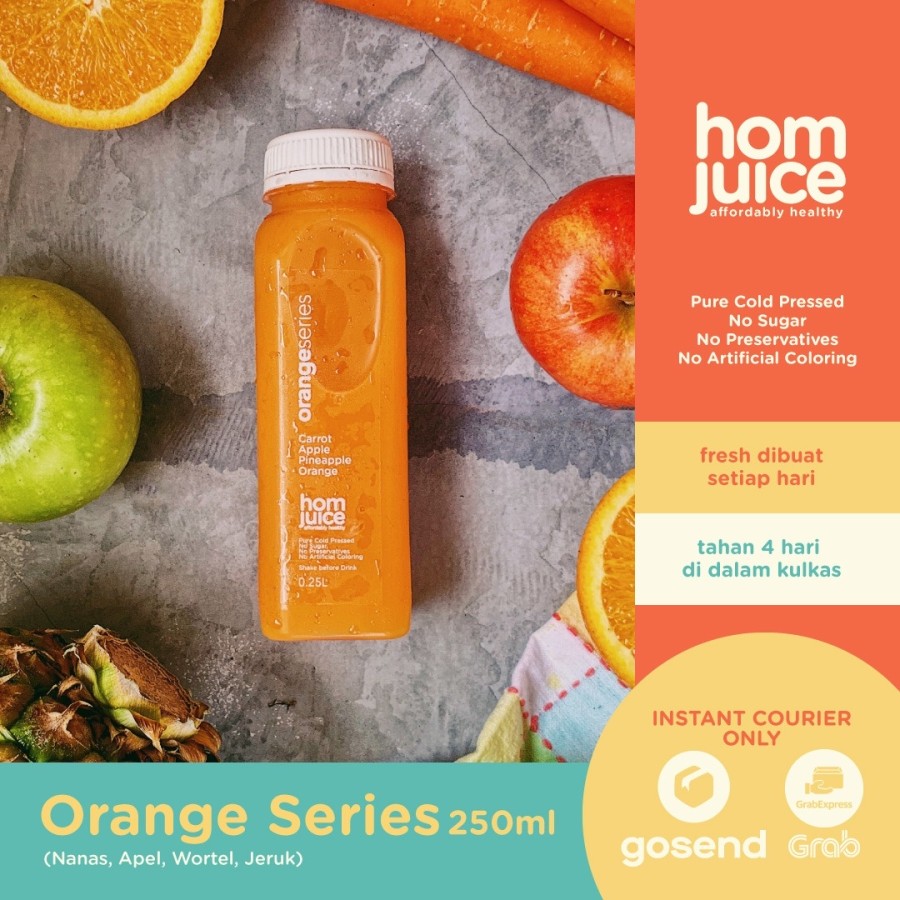 orangeseries
Carrot
Apple
Pineapple
Orange
hom
juice
affordably healthy
Pure Cold Pressed
No Sugar
No Preservatives
No Artificial Coloring
Shake before Drink
0.25L
hom
juice
affordably healthy
Pure Cold Pressed
No Sugar
No Preservatives
No Artificial Coloring
fresh dibuat
setiap hari
tahan 4 hari
di dalam kulkas
INSTANT COURIER
ONLY
GrabExpress
gosend
Grab
Orange Series 250ml
(Nanas, Apel, Wortel, Jeruk)